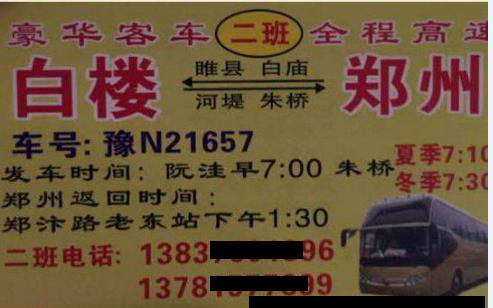 豪华客车 二班 全程高速
白楼 睢县 白庙 郑州
河堤 朱桥
车号: 豫N21657
发车时间: 阮洼早7:00 朱桥 夏季7:10
冬季7:30
郑州返回时间:
郑汴路老东站下午1:30
二班电话: 1383 96
1378